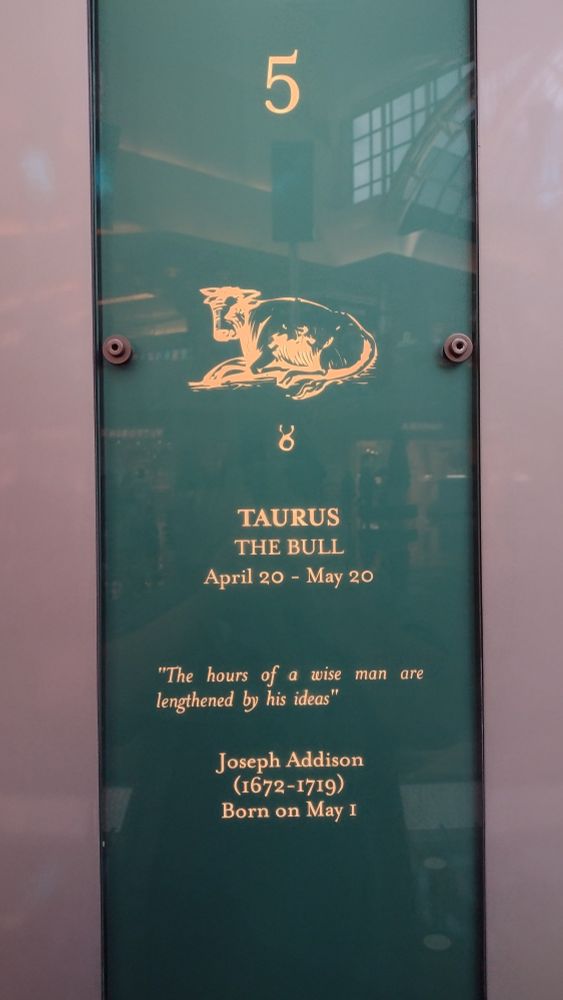 5
♉
TAURUS
THE BULL
April 20 - May 20
"The hours of a wise man are
lengthened by his ideas"
Joseph Addison
(1672-1719)
Born on May 1